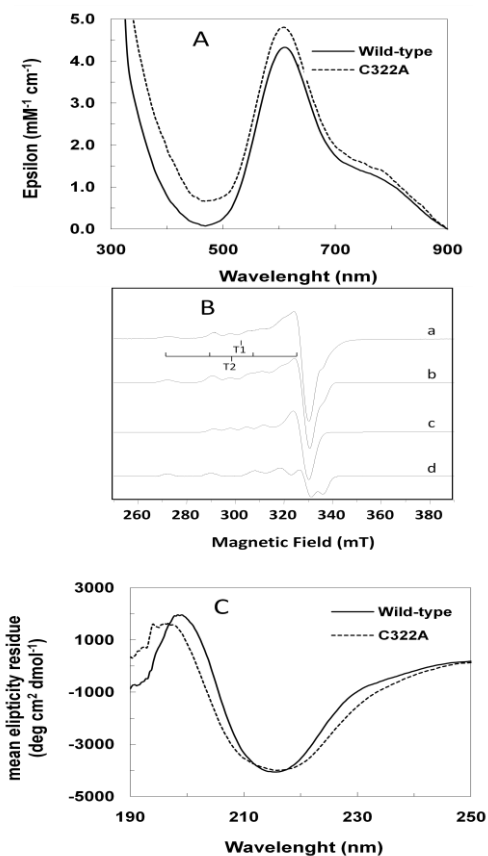 A
Wild-type
C322A
5.0
4.0
3.0
2.0
1.0
0.0
Epsilon (mM-1 cm-1)
300 500 700 900
Wavelenght (nm)
B
a
T1
T2
b
c
d
260 280 300 320 340 360 380
Magnetic Field (mT)
C
Wild-type
C322A
3000
1000
-1000
-3000
-5000
mean elipticity residue
(deg cm2 dmol-1)
190 210 230 250
Wavelenght (nm)